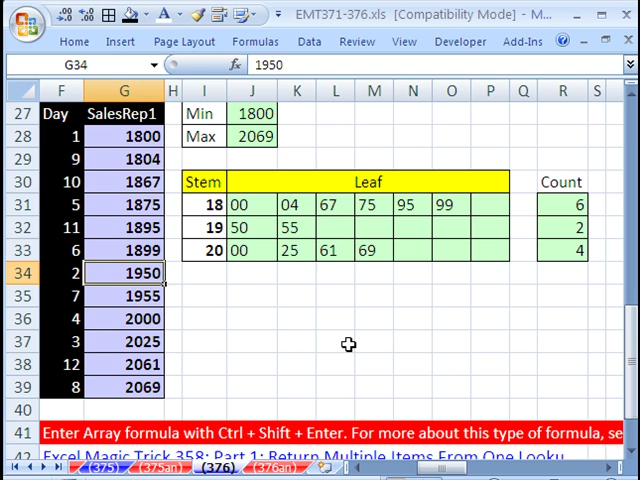 EMT371-376.xls [Compatibility Mode] - M...
Home Insert Page Layout Formulas Data Review View Developer Add-Ins
G34 fx 1950
F G H I J K L M N O P Q R S
27 Day SalesRep1 Min 1800
28 1 1800 Max 2069
29 9 1804
30 10 1867 Stem Leaf Count
31 5 1875 18 00 04 67 75 95 99 6
32 11 1895 19 50 55 2
33 6 1899 20 00 25 61 69 4
34 2 1950
35 7 1955
36 4 2000
37 3 2025
38 12 2061
39 8 2069
40
41 Enter Array formula with Ctrl + Shift + Enter. For more about this type of formula, se
42 Excel Magic Trick 358: Part 1: Return Multiple Items From One Looku
(375) (375an) (376) (376an)